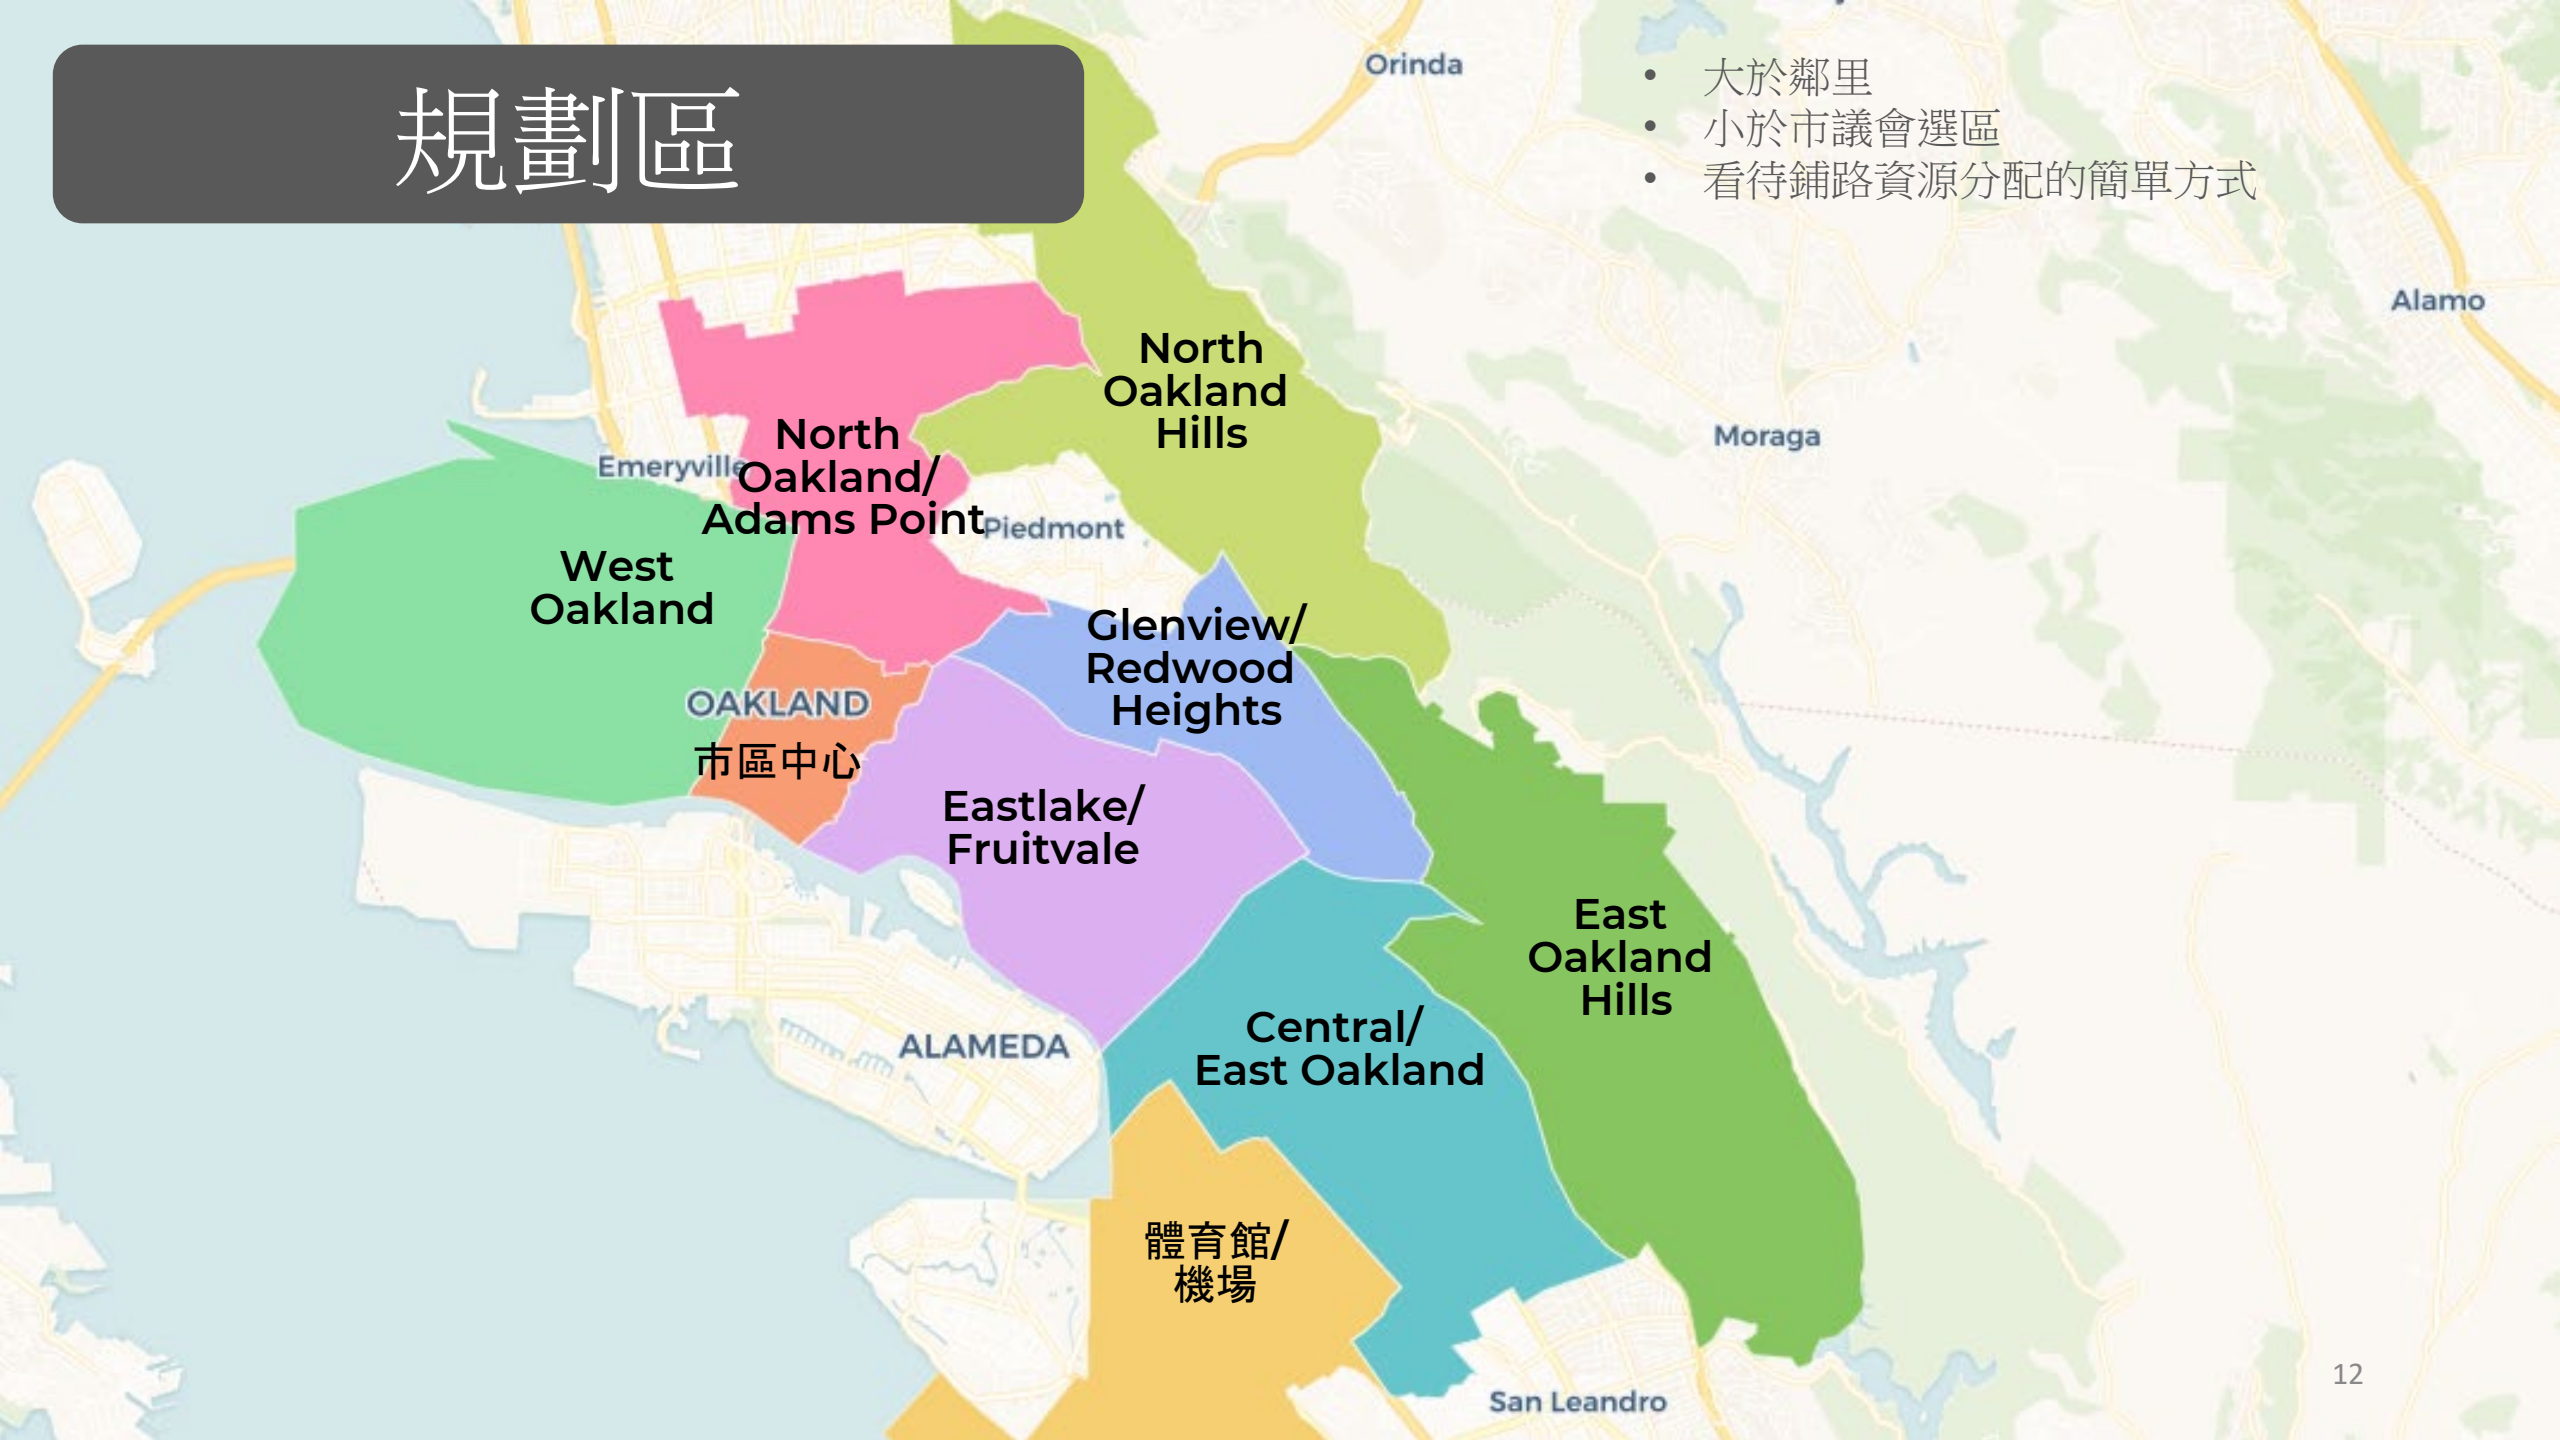 規劃區
• 大於鄰里
• 小於市議會選區
• 看待鋪路資源分配的簡單方式
Orinda
Alamo
Moraga
North
Oakland
Hills
North
Oakland/
Adams Point
Emeryville
Piedmont
West
Oakland
Glenview/
Redwood
Heights
OAKLAND
市區中心
Eastlake/
Fruitvale
East
Oakland
Hills
Central/
East Oakland
ALAMEDA
體育館/
機場
San Leandro
12